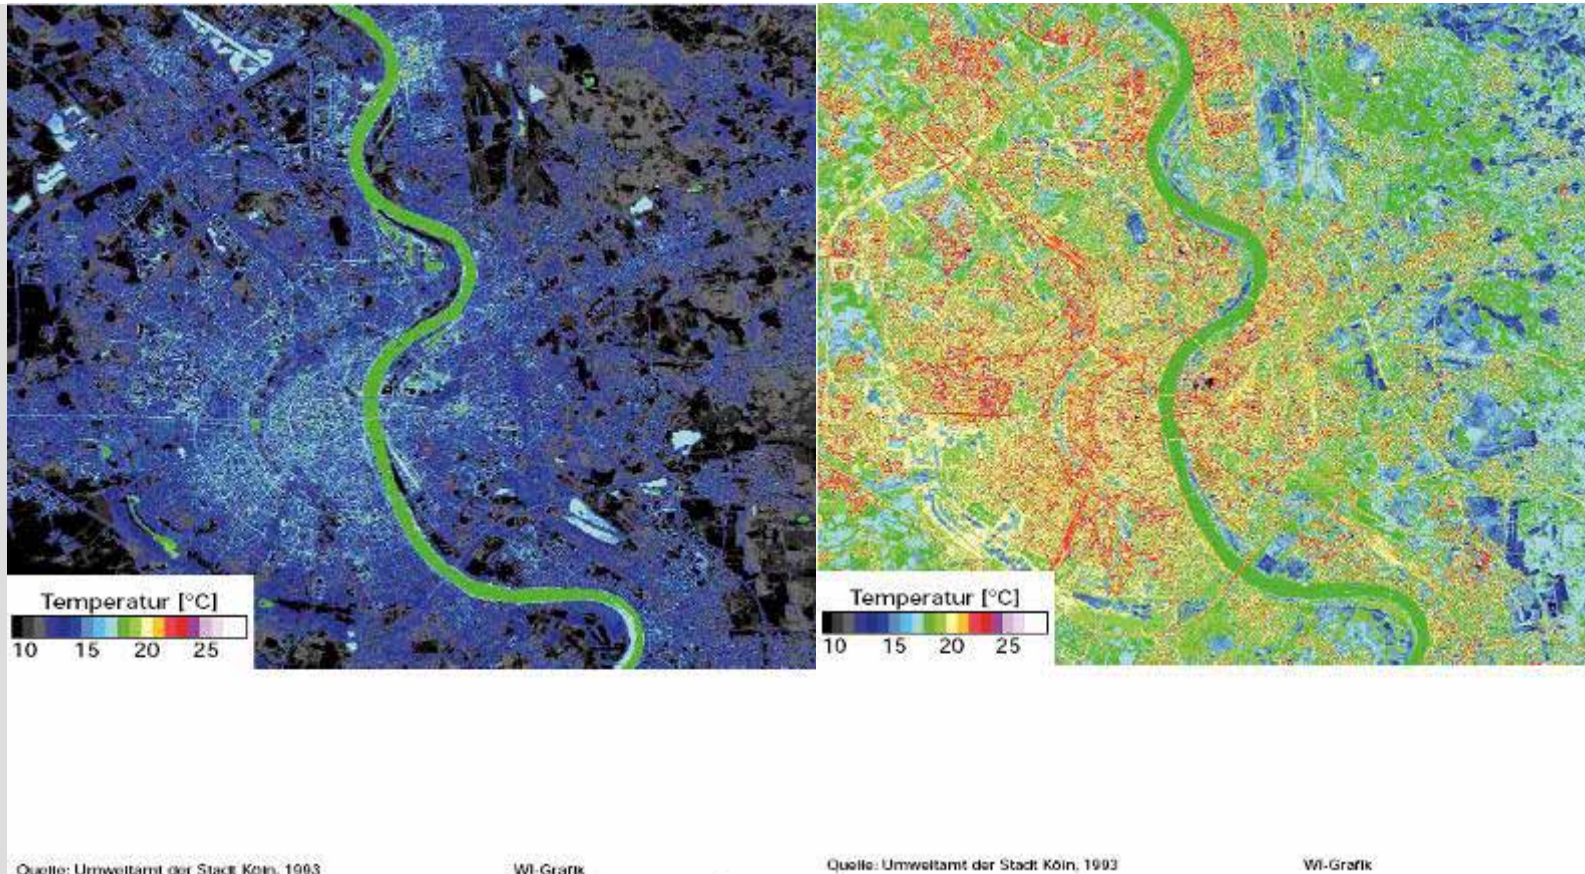 Temperatur [°C]
10 15 20 25
Temperatur [°C]
10 15 20 25
Quelle: Umweltamt der Stadt Köln, 1993 WI-Grafik
Quelle: Umweltamt der Stadt Köln, 1993 WI-Grafik